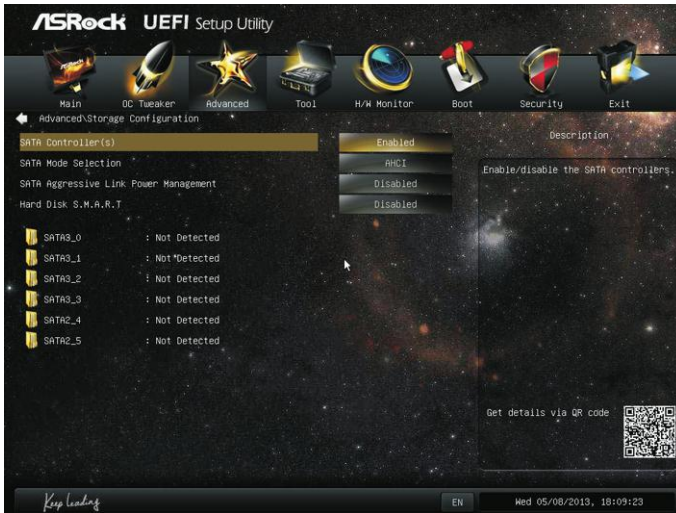 ASRock UEFI Setup Utility
Main OC Tweaker Advanced Tool H/W Monitor Boot Security Exit
Advanced\Storage Configuration
Description
SATA Controller(s) Enabled
SATA Mode Selection AHCI
Enable/disable the SATA controllers.
SATA Aggressive Link Power Management Disabled
Hard Disk S.M.A.R.T Disabled
SATA3_0 : Not Detected
SATA3_1 : Not Detected
SATA3_2 : Not Detected
SATA3_3 : Not Detected
SATA2_4 : Not Detected
SATA2_5 : Not Detected
Get details via QR code
Keep Leading
EN Wed 05/08/2013, 18:09:23